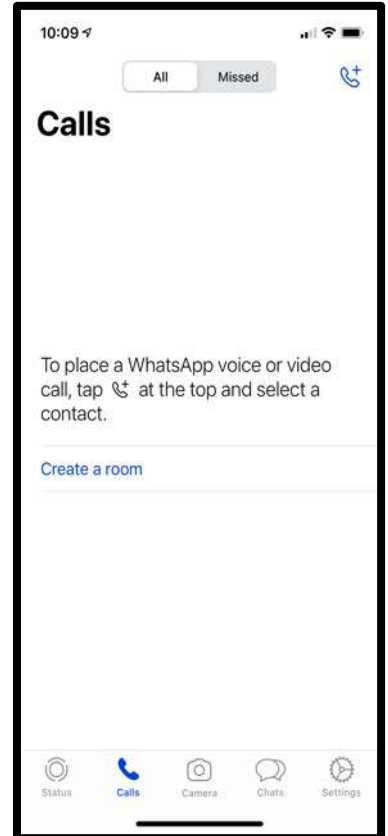 10:09
All Missed
Calls
To place a WhatsApp voice or video
call, tap at the top and select a
contact.
Create a room
Status Calls Camera Chats Settings